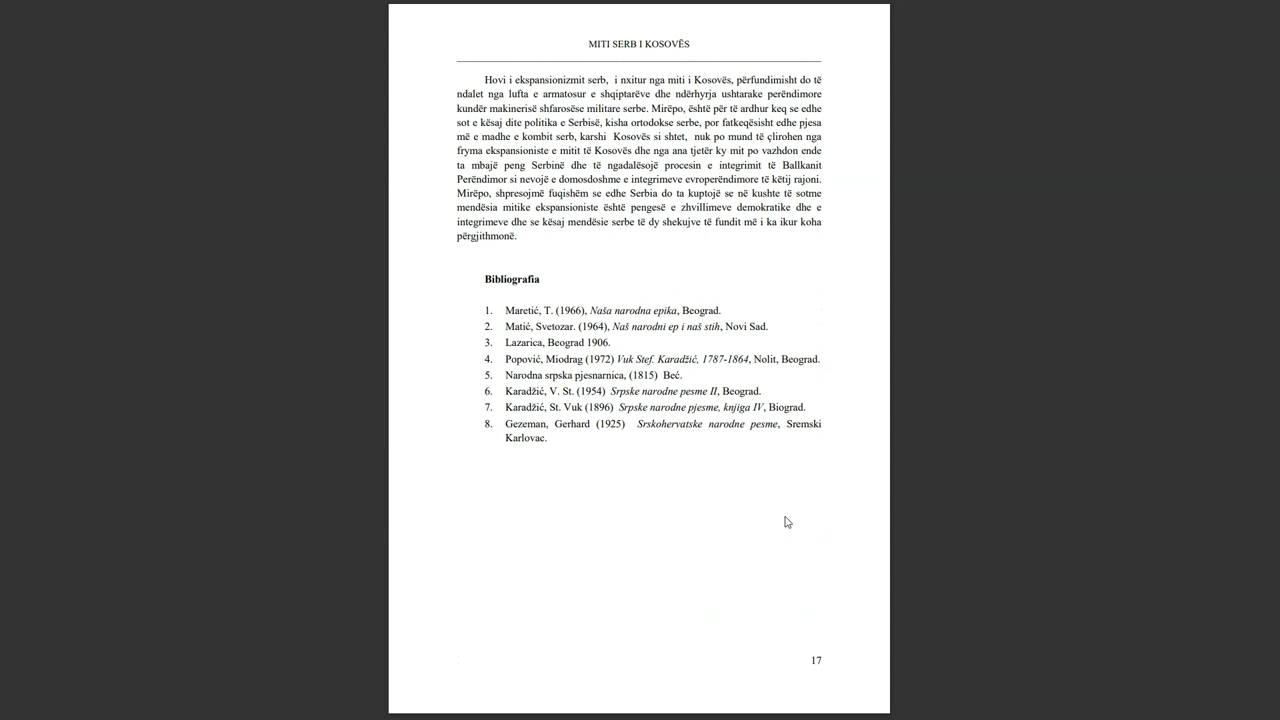 MITI SERB I KOSOVËS
Hovi i ekspansionizmit serb, i nxitur nga miti i Kosovës, përfundimisht do të
ndalet nga lufta e armatosur e shqiptarëve dhe ndërhyrja ushtarake perëndimore
kundër makinerisë shfarosëse militare serbe. Mirëpo, është për të ardhur keq se edhe
sot e kësaj dite politika e Serbisë, kisha ortodokse serbe, por fatkeqësisht edhe pjesa
më e madhe e kombit serb, karshi Kosovës si shtet, nuk po mund të çlirohen nga
fryma ekspansioniste e mitit të Kosovës dhe nga ana tjetër ky mit po vazhdon ende
ta mbajë peng Serbinë dhe të ngadalësojë procesin e integrimit të Ballkanit
Perëndimor si nevojë e domosdoshme e integrimeve evroperëndimore të këtij rajoni.
Mirëpo, shpresojmë fuqishëm se edhe Serbia do ta kuptojë se në kushte të sotme
mendësia mitike ekspansioniste është pengesë e zhvillimeve demokratike dhe e
integrimeve dhe se kësaj mendësie serbe të dy shekujve të fundit më i ka ikur koha
përgjithmonë.
Bibliografia
1. Maretić, T. (1966), Naša narodna epika, Beograd.
2. Matić, Svetozar. (1964), Naš narodni ep i naš stih, Novi Sad.
3. Lazarica, Beograd 1906.
4. Popović, Miodrag (1972) Vuk Stef. Karadžić, 1787-1864, Nolit, Beograd.
5. Narodna srpska pjesnarnica, (1815) Beć.
6. Karadžić, V. St. (1954) Srpske narodne pesme II, Beograd.
7. Karadžić, St. Vuk (1896) Srpske narodne pjesme, knjiga IV, Biograd.
8. Gezeman, Gerhard (1925) Srskohervatske narodne pesme, Sremski
Karlovac.
17